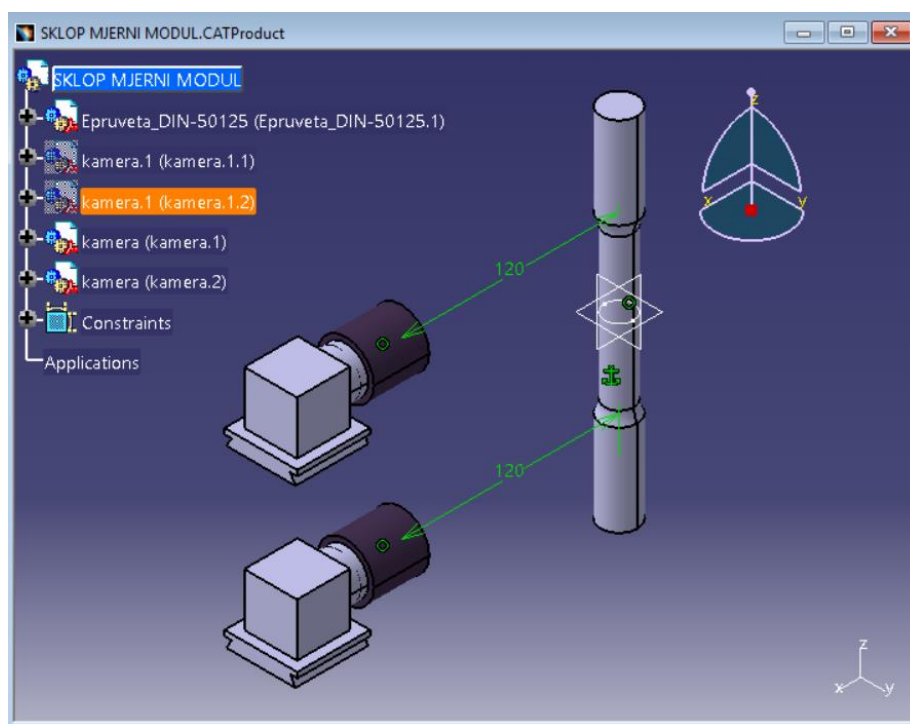 SKLOP MJERNI MODUL.CATProduct
SKLOP MJERNI MODUL
Epruveta_DIN-50125 (Epruveta_DIN-50125.1)
kamera.1 (kamera.1.1)
kamera.1 (kamera.1.2)
kamera (kamera.1)
kamera (kamera.2)
Constraints
Applications
z
x
y
120
120
z
x
y